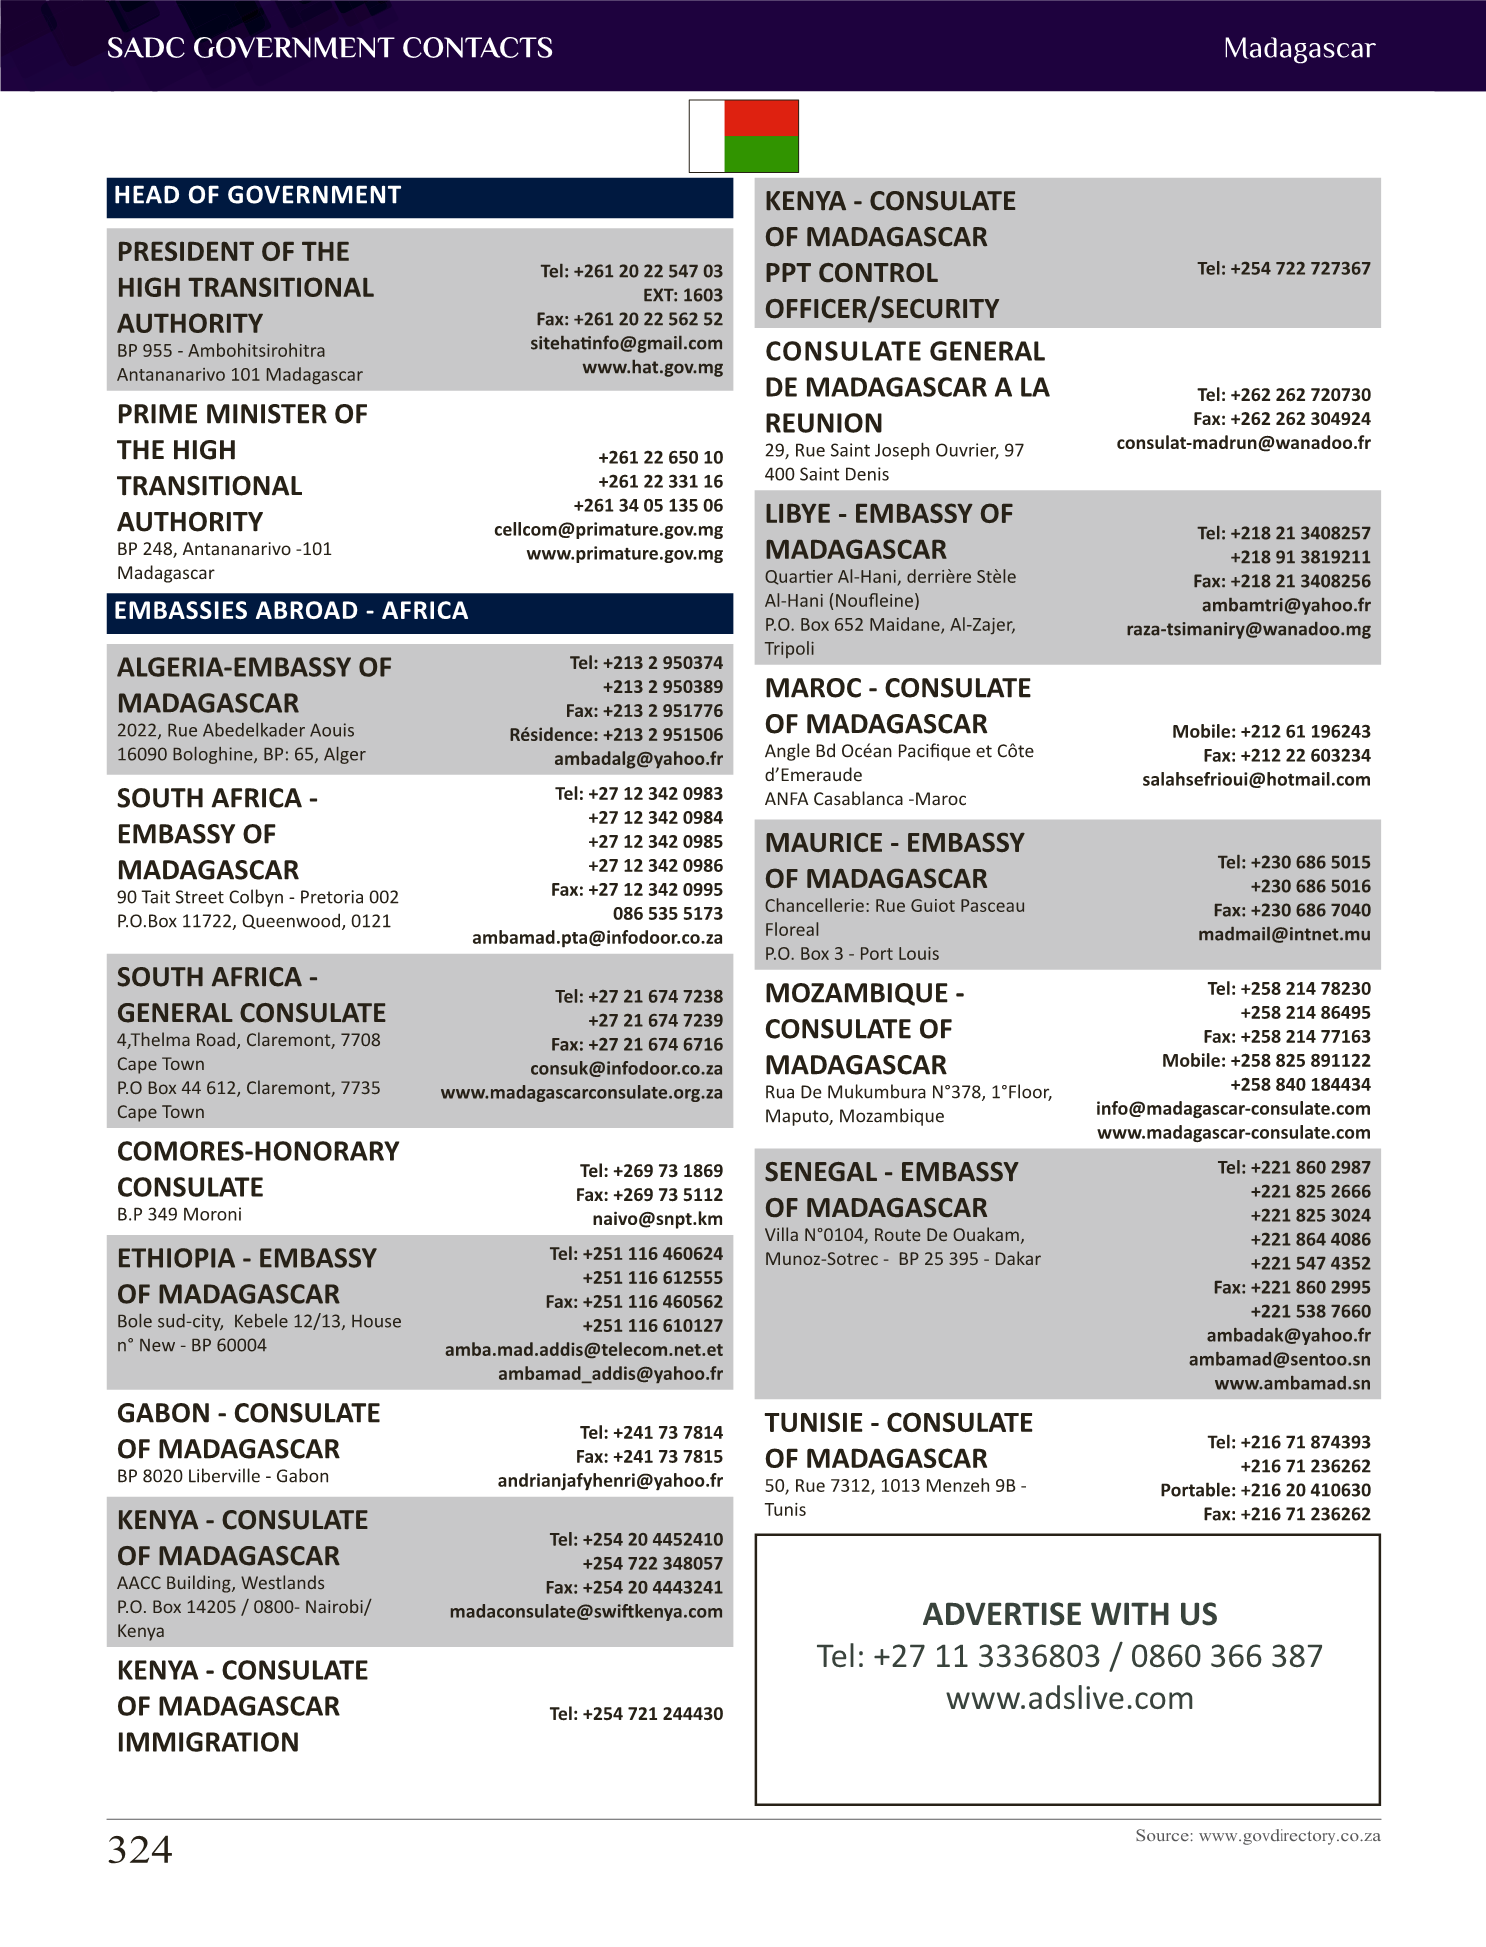 SADC GOVERNMENT CONTACTS
Madagascar
HEAD OF GOVERNMENT
PRESIDENT OF THE
HIGH TRANSITIONAL
AUTHORITY
BP 955 - Ambohitsirohitra
Antananarivo 101 Madagascar
Tel: +261 20 22 547 03
EXT: 1603
Fax: +261 20 22 562 52
sitehatinfo@gmail.com
www.hat.gov.mg
PRIME MINISTER OF
THE HIGH
TRANSITIONAL
AUTHORITY
BP 248, Antananarivo -101
Madagascar
+261 22 650 10
+261 22 331 16
+261 34 05 135 06
cellcom@primature.gov.mg
www.primature.gov.mg
EMBASSIES ABROAD - AFRICA
ALGERIA-EMBASSY OF
MADAGASCAR
2022, Rue Abedelkader Aouis
16090 Bologhine, BP: 65, Alger
Tel: +213 2 950374
+213 2 950389
Fax: +213 2 951776
Résidence: +213 2 951506
ambadalg@yahoo.fr
SOUTH AFRICA -
EMBASSY OF
MADAGASCAR
90 Tait Street Colbyn - Pretoria 002
P.O.Box 11722, Queenwood, 0121
Tel: +27 12 342 0983
+27 12 342 0984
+27 12 342 0985
+27 12 342 0986
Fax: +27 12 342 0995
086 535 5173
ambamad.pta@infodoor.co.za
SOUTH AFRICA -
GENERAL CONSULATE
4,Thelma Road, Claremont, 7708
Cape Town
P.O Box 44 612, Claremont, 7735
Cape Town
Tel: +27 21 674 7238
+27 21 674 7239
Fax: +27 21 674 6716
consuk@infodoor.co.za
www.madagascarconsulate.org.za
COMORES-HONORARY
CONSULATE
B.P 349 Moroni
Tel: +269 73 1869
Fax: +269 73 5112
naivo@snpt.km
ETHIOPIA - EMBASSY
OF MADAGASCAR
Bole sud-city, Kebele 12/13, House
n° New - BP 60004
Tel: +251 116 460624
+251 116 612555
Fax: +251 116 460562
+251 116 610127
amba.mad.addis@telecom.net.et
ambamad_addis@yahoo.fr
GABON - CONSULATE
OF MADAGASCAR
BP 8020 Liberville - Gabon
Tel: +241 73 7814
Fax: +241 73 7815
andrianjafyhenri@yahoo.fr
KENYA - CONSULATE
OF MADAGASCAR
AACC Building, Westlands
P.O. Box 14205 / 0800- Nairobi/
Kenya
Tel: +254 20 4452410
+254 722 348057
Fax: +254 20 4443241
madaconsulate@swiftkenya.com
KENYA - CONSULATE
OF MADAGASCAR
IMMIGRATION
Tel: +254 721 244430
KENYA - CONSULATE
OF MADAGASCAR
PPT CONTROL
OFFICER/SECURITY
Tel: +254 722 727367
CONSULATE GENERAL
DE MADAGASCAR A LA
REUNION
29, Rue Saint Joseph Ouvrier, 97
400 Saint Denis
Tel: +262 262 720730
Fax: +262 262 304924
consulat-madrun@wanadoo.fr
LIBYE - EMBASSY OF
MADAGASCAR
Quartier Al-Hani, derrière Stèle
Al-Hani (Noufleine)
P.O. Box 652 Maidane, Al-Zajer,
Tripoli
Tel: +218 21 3408257
+218 91 3819211
Fax: +218 21 3408256
ambamtri@yahoo.fr
raza-tsimaniry@wanadoo.mg
MAROC - CONSULATE
OF MADAGASCAR
Angle Bd Océan Pacifique et Côte
d’Emeraude
ANFA Casablanca -Maroc
Mobile: +212 61 196243
Fax: +212 22 603234
salahsefrioui@hotmail.com
MAURICE - EMBASSY
OF MADAGASCAR
Chancellerie: Rue Guiot Pasceau
Floreal
P.O. Box 3 - Port Louis
Tel: +230 686 5015
+230 686 5016
Fax: +230 686 7040
madmail@intnet.mu
MOZAMBIQUE -
CONSULATE OF
MADAGASCAR
Rua De Mukumbura N°378, 1°Floor,
Maputo, Mozambique
Tel: +258 214 78230
+258 214 86495
Fax: +258 214 77163
Mobile: +258 825 891122
+258 840 184434
info@madagascar-consulate.com
www.madagascar-consulate.com
SENEGAL - EMBASSY
OF MADAGASCAR
Villa N°0104, Route De Ouakam,
Munoz-Sotrec - BP 25 395 - Dakar
Tel: +221 860 2987
+221 825 2666
+221 825 3024
+221 864 4086
+221 547 4352
Fax: +221 860 2995
+221 538 7660
ambadak@yahoo.fr
ambamad@sentoo.sn
www.ambamad.sn
TUNISIE - CONSULATE
OF MADAGASCAR
50, Rue 7312, 1013 Menzeh 9B -
Tunis
Tel: +216 71 874393
+216 71 236262
Portable: +216 20 410630
Fax: +216 71 236262
ADVERTISE WITH US
Tel: +27 11 3336803 / 0860 366 387
www.adslive.com
324
Source: www.govdirectory.co.za